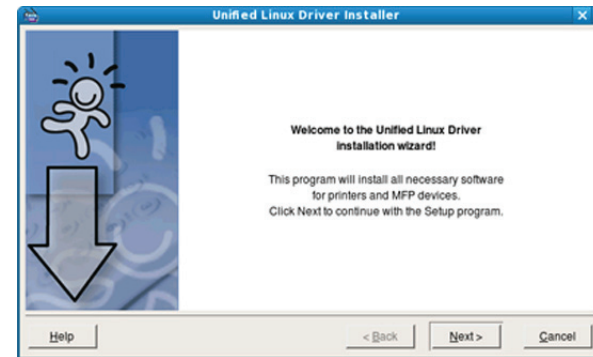 Unified Linux Driver Installer
Welcome to the Unified Linux Driver
installation wizard!
This program will install all necessary software
for printers and MFP devices.
Click Next to continue with the Setup program.
Help
< Back
Next >
Cancel